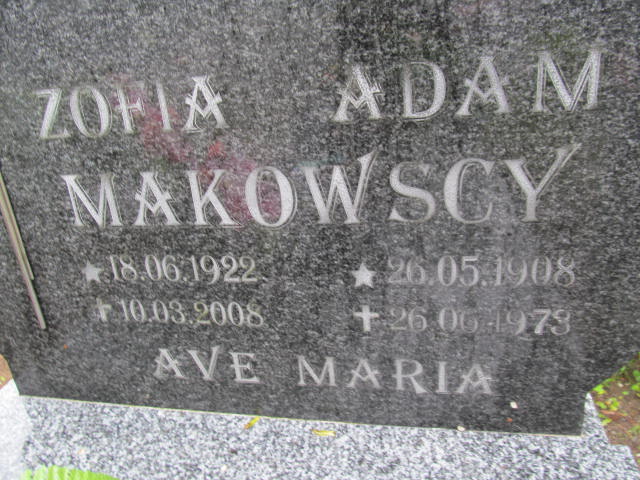 ZOFIA ADAM
MAKOWSCY
★ 18.06.1922 ★ 26.05.1908
✝ 10.03.2008 ✝ 26.06.1973
AVE MARIA